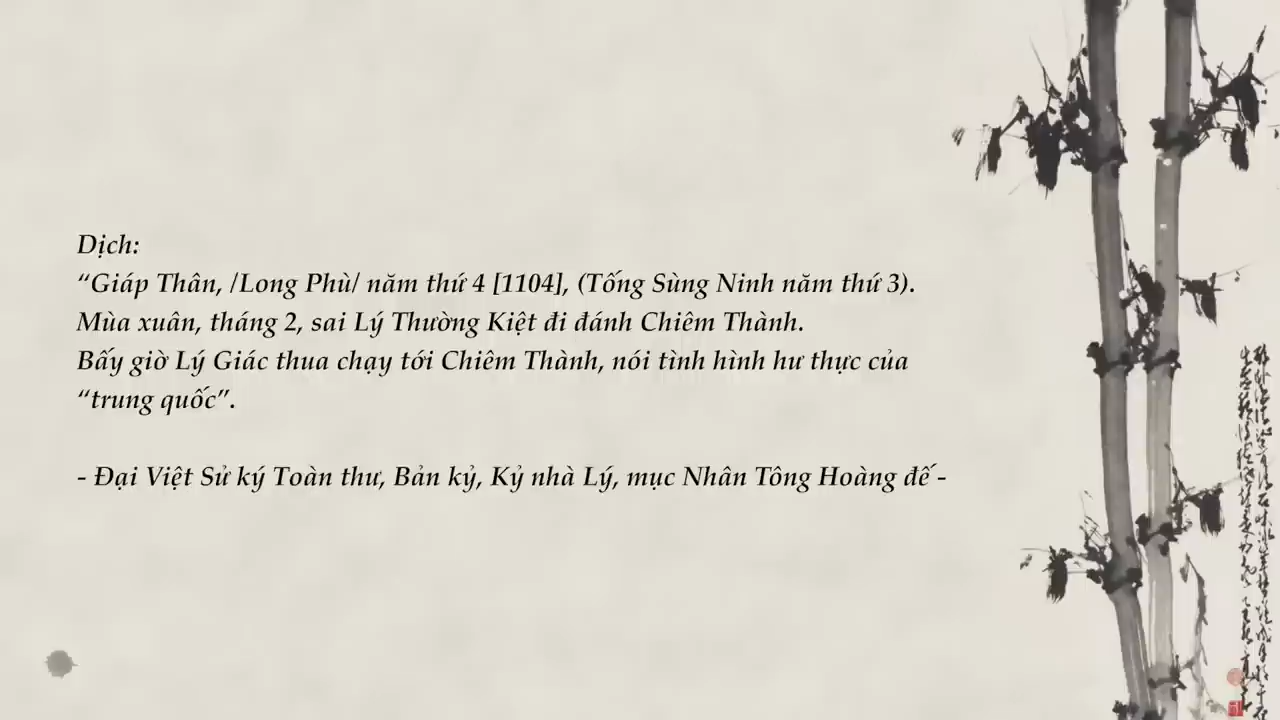 Dịch:
“Giáp Thân, /Long Phù/ năm thứ 4 [1104], (Tống Sùng Ninh năm thứ 3).
Mùa xuân, tháng 2, sai Lý Thường Kiệt đi đánh Chiêm Thành.
Bấy giờ Lý Giác thua chạy tới Chiêm Thành, nói tình hình hư thực của
“trung quốc”.
- Đại Việt Sử ký Toàn thư, Bản kỷ, Kỷ nhà Lý, mục Nhân Tông Hoàng đế -